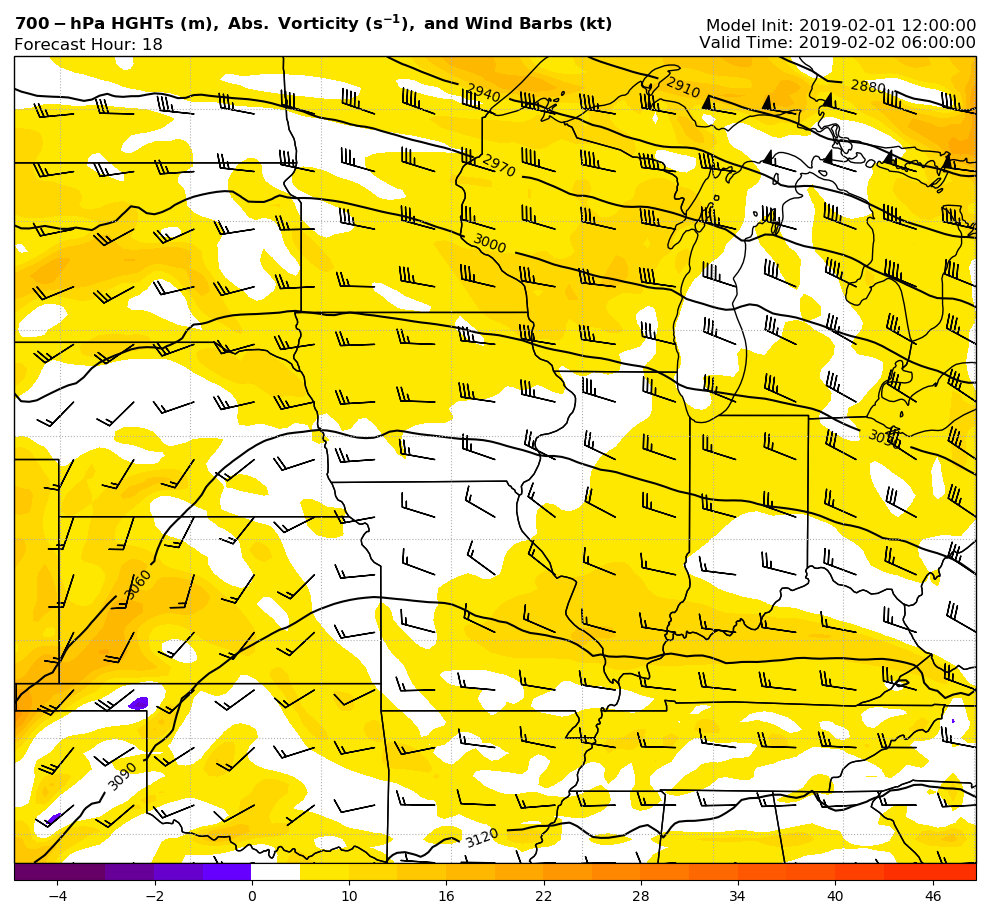 700 − hPa HGHTs (m), Abs. Vorticity (s⁻¹), and Wind Barbs (kt)
Model Init: 2019-02-01 12:00:00
Forecast Hour: 18
Valid Time: 2019-02-02 06:00:00
2940
2910
2880
2970
3000
3030
3060
3090
3120
−4 −2 0 10 16 22 28 34 40 46